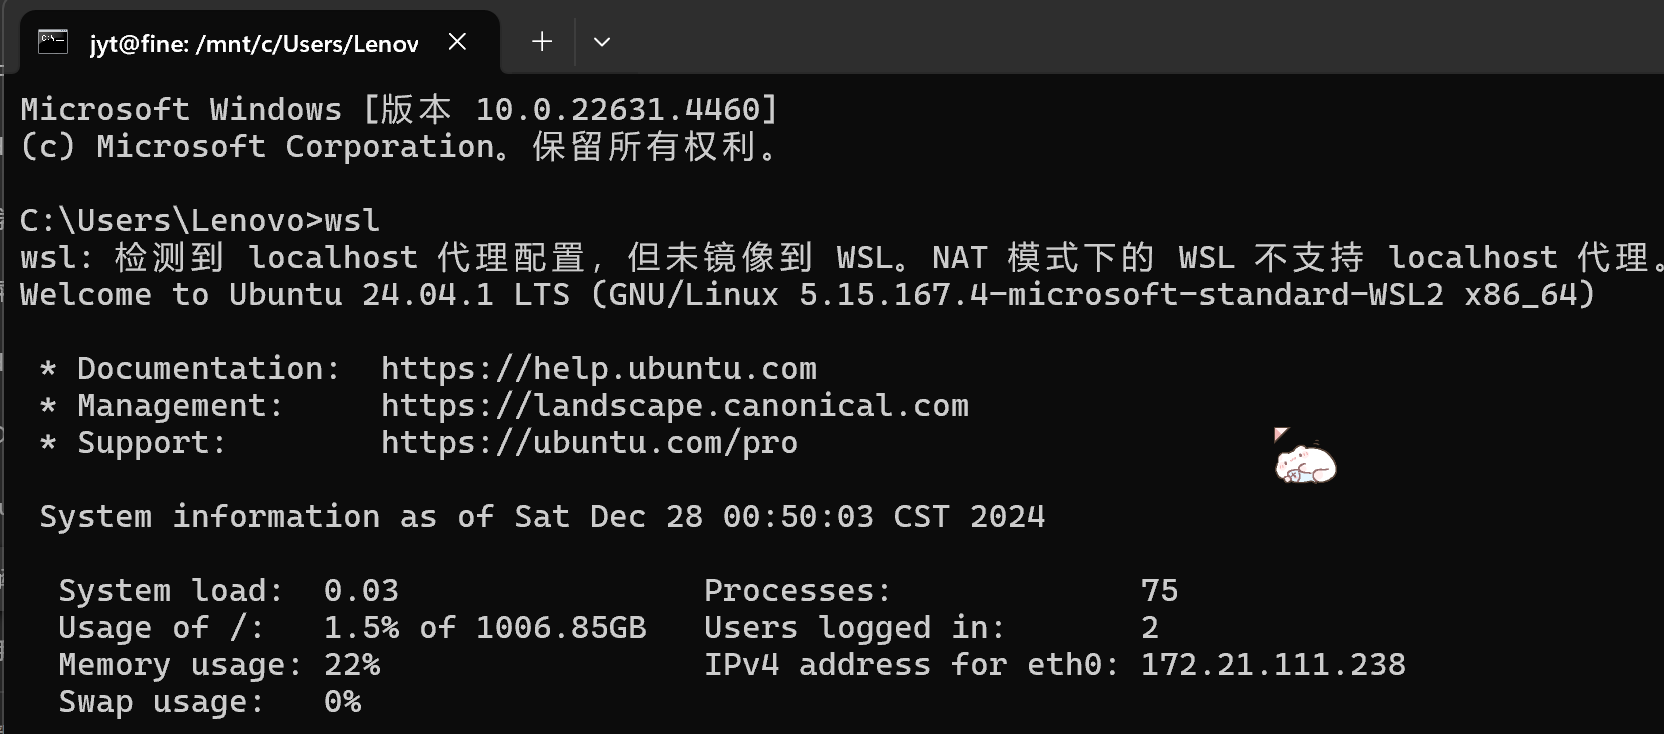 jyt@fine: /mnt/c/Users/Lenov
Microsoft Windows [版本 10.0.22631.4460]
(c) Microsoft Corporation。保留所有权利。
C:\Users\Lenovo>wsl
wsl: 检测到 localhost 代理配置，但未镜像到 WSL。NAT 模式下的 WSL 不支持 localhost 代理。
Welcome to Ubuntu 24.04.1 LTS (GNU/Linux 5.15.167.4-microsoft-standard-WSL2 x86_64)
* Documentation:  https://help.ubuntu.com
* Management:     https://landscape.canonical.com
* Support:        https://ubuntu.com/pro
System information as of Sat Dec 28 00:50:03 CST 2024
System load:  0.03                Processes:             75
Usage of /:   1.5% of 1006.85GB   Users logged in:       2
Memory usage: 22%                 IPv4 address for eth0: 172.21.111.238
Swap usage:   0%